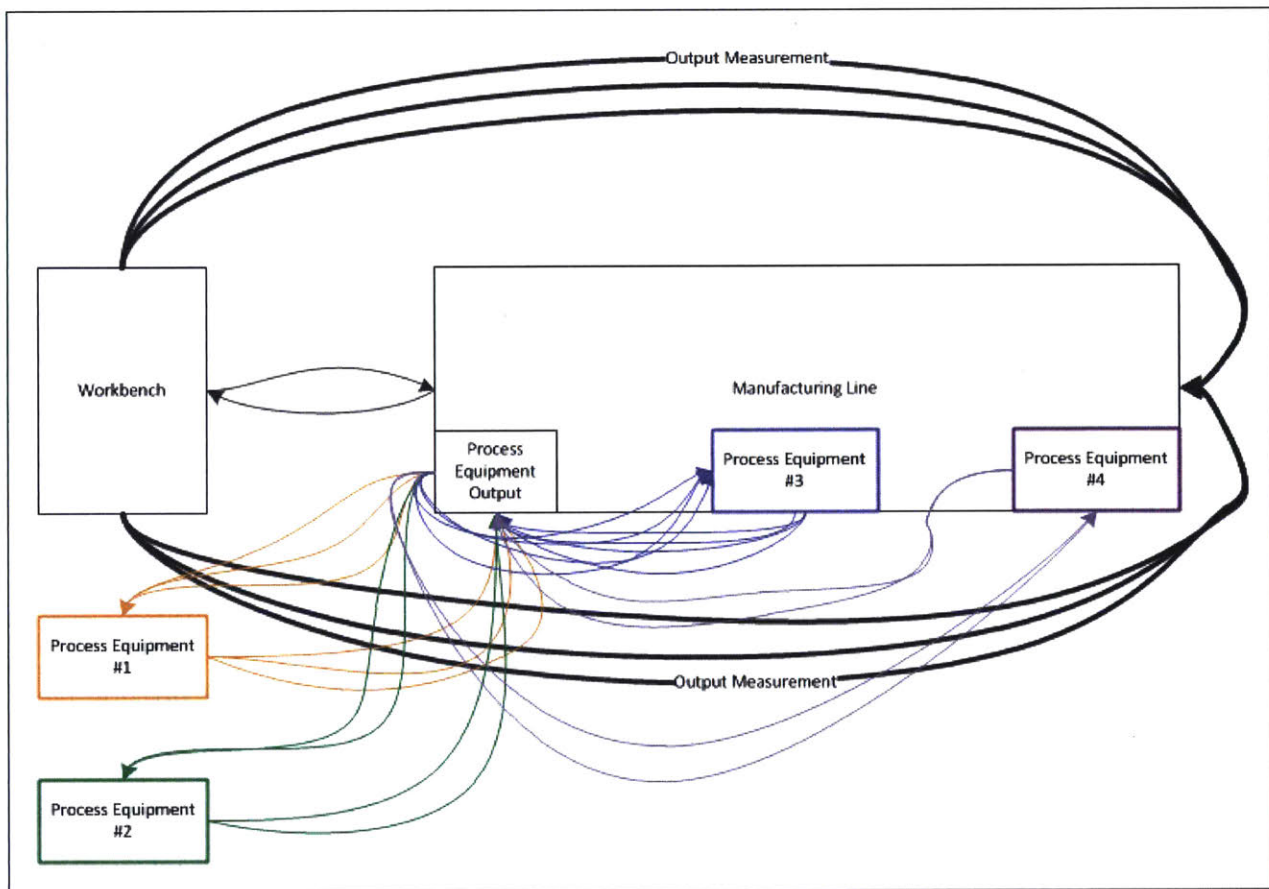 Output Measurement
Workbench
Manufacturing Line
Process
Equipment
Output
Process Equipment
#3
Process Equipment
#4
Process Equipment
#1
Output Measurement
Process Equipment
#2